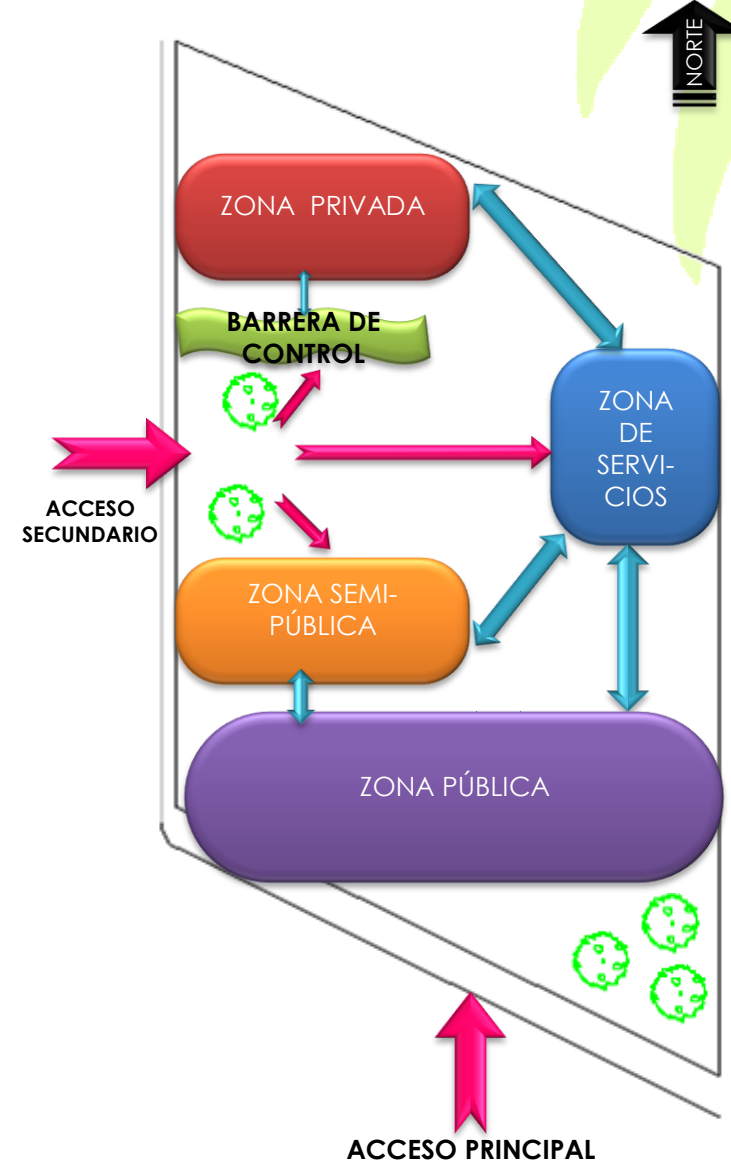 NORTE
ZONA PRIVADA
BARRERA DE
CONTROL
ZONA
DE
SERVI-
CIOS
ACCESO
SECUNDARIO
ZONA SEMI-
PÚBLICA
ZONA PÚBLICA
ACCESO PRINCIPAL